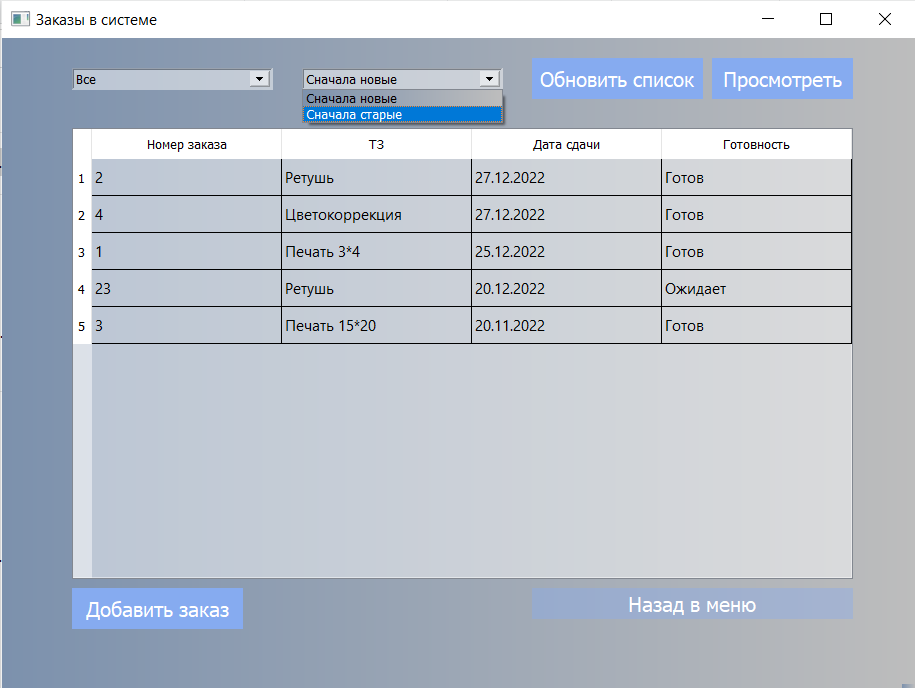 Заказы в системе
Все
Сначала новые
Обновить список
Просмотреть
Сначала новые
Сначала старые
Номер заказа ТЗ Дата сдачи Готовность
1 2 Ретушь 27.12.2022 Готов
2 4 Цветокоррекция 27.12.2022 Готов
3 1 Печать 3*4 25.12.2022 Готов
4 23 Ретушь 20.12.2022 Ожидает
5 3 Печать 15*20 20.11.2022 Готов
Добавить заказ
Назад в меню